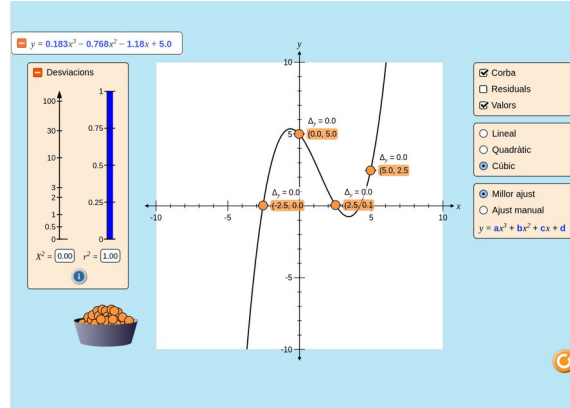 y = 0.183x³ − 0.768x² − 1.18x + 5.0
Desviacions
100
30
10
3
2
1
0.5
0
1
0.75
0.5
0.25
0
X² = 0.00 r² = 1.00
i
y
10
5
-5
-10
-10
-5
5
10
x
Δy = 0.0
(0.0, 5.0
Δy = 0.0
(5.0, 2.5
Δy = 0.0
(-2.5, 0.0
Δy = 0.0
(2.5, 0.1
Corba
Residuals
Valors
Lineal
Quadràtic
Cúbic
Millor ajust
Ajust manual
y = ax³ + bx² + cx + d